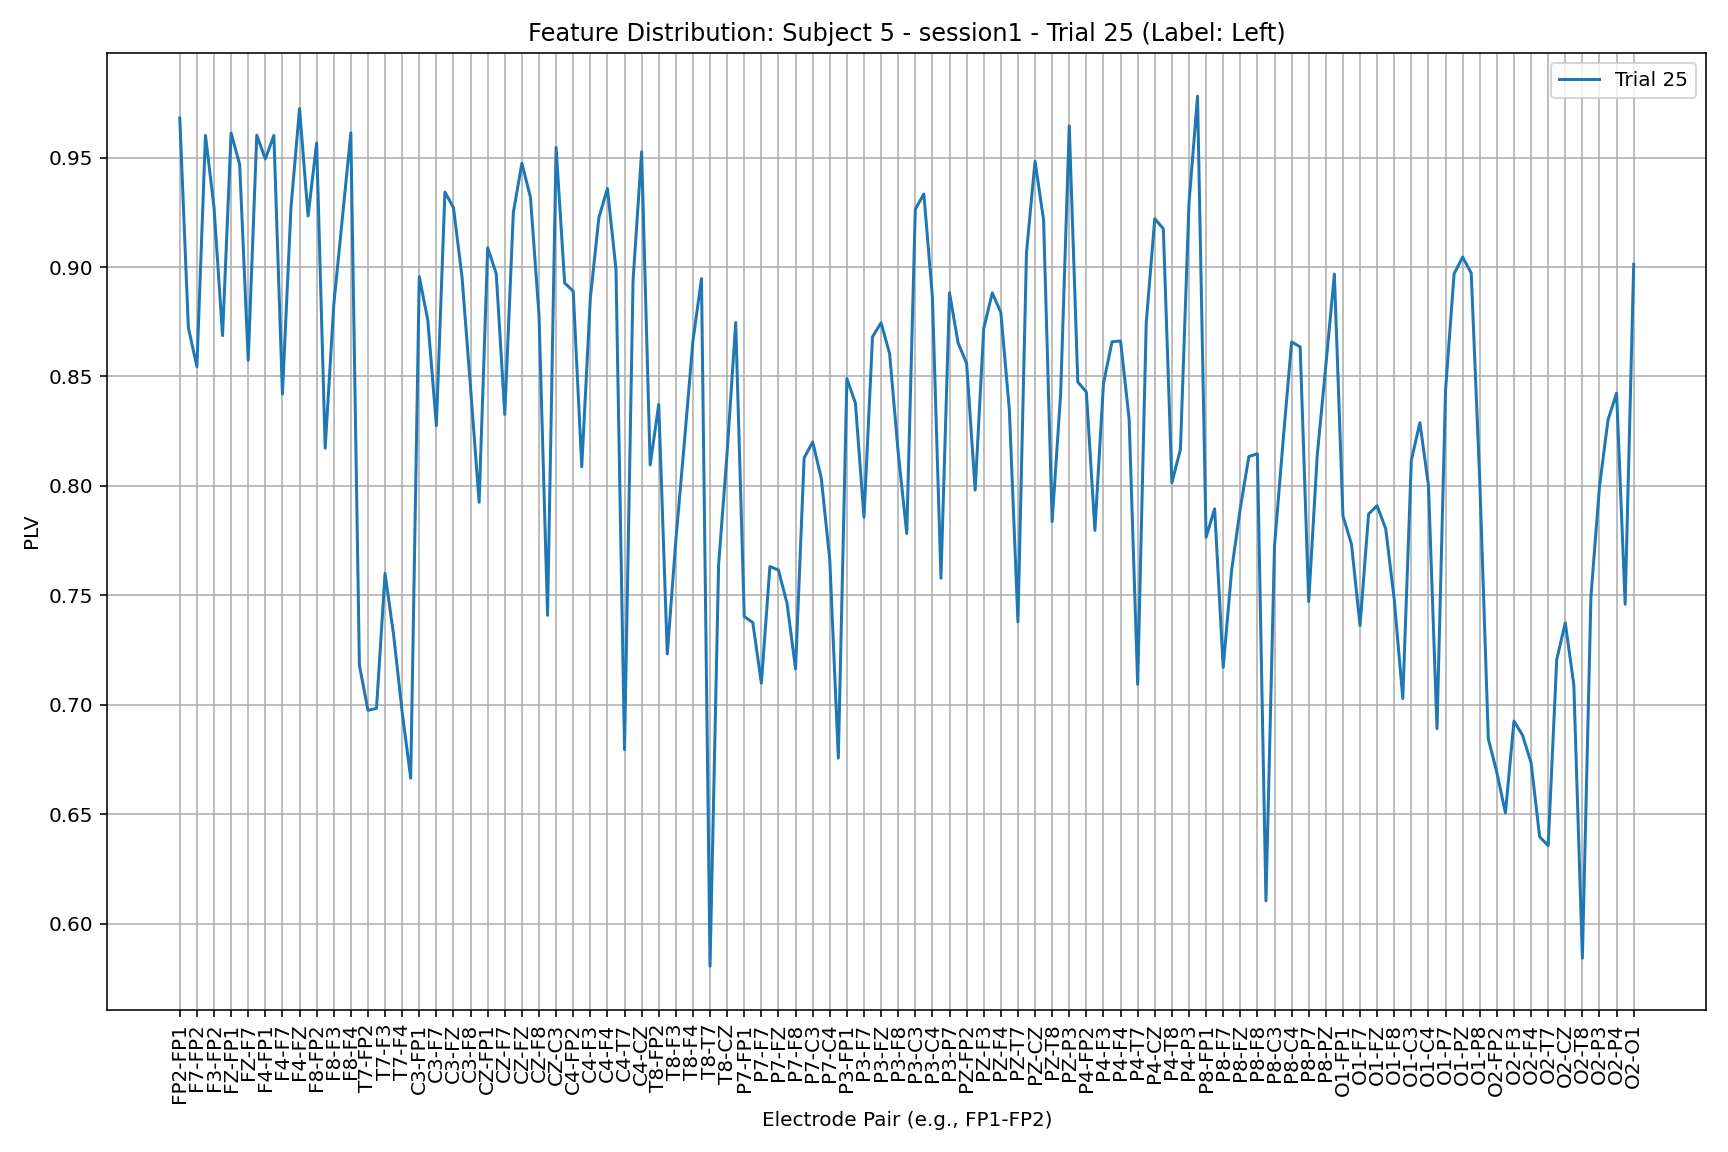 Feature Distribution: Subject 5 - session1 - Trial 25 (Label: Left)
Trial 25
PLV
0.95
0.90
0.85
0.80
0.75
0.70
0.65
0.60
FP2-FP1
F7-FP2
F3-FP2
FZ-FP1
FZ-F7
F4-FP1
F4-F7
F4-FZ
F8-FP2
F8-F3
F8-F4
T7-FP2
T7-F3
T7-F4
C3-FP1
C3-F7
C3-FZ
C3-F8
CZ-FP1
CZ-F7
CZ-FZ
CZ-F8
CZ-C3
C4-FP2
C4-F3
C4-F4
C4-T7
C4-CZ
T8-FP2
T8-F3
T8-F4
T8-T7
T8-CZ
P7-FP1
P7-F7
P7-FZ
P7-F8
P7-C3
P7-C4
P3-FP1
P3-F7
P3-FZ
P3-F8
P3-C3
P3-C4
P3-P7
PZ-FP2
PZ-F3
PZ-F4
PZ-T7
PZ-CZ
PZ-T8
PZ-P3
P4-FP2
P4-F3
P4-F4
P4-T7
P4-CZ
P4-T8
P4-P3
P8-FP1
P8-F7
P8-FZ
P8-F8
P8-C3
P8-C4
P8-P7
P8-PZ
O1-FP1
O1-F7
O1-FZ
O1-F8
O1-C3
O1-C4
O1-P7
O1-PZ
O1-P8
O2-FP2
O2-F3
O2-F4
O2-T7
O2-CZ
O2-T8
O2-P3
O2-P4
O2-O1
Electrode Pair (e.g., FP1-FP2)